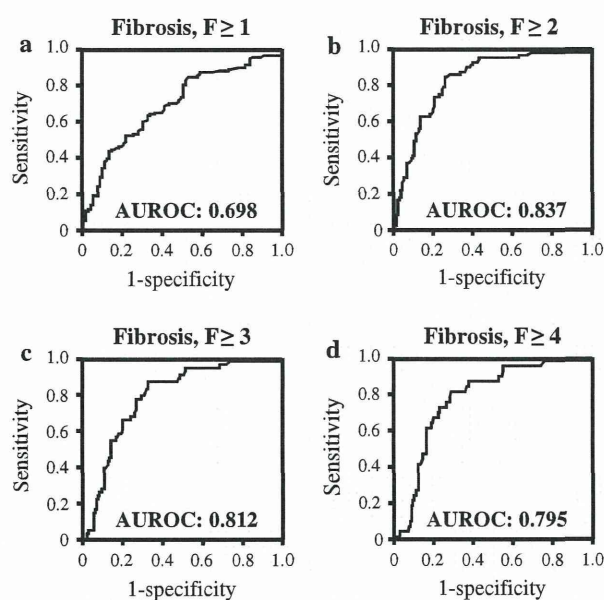 a
Fibrosis, F ≥ 1
1.0
0.8
0.6
0.4
0.2
0
Sensitivity
AUROC: 0.698
0 0.2 0.4 0.6 0.8 1.0
1-specificity
b
Fibrosis, F ≥ 2
1.0
0.8
0.6
0.4
0.2
0
Sensitivity
AUROC: 0.837
0 0.2 0.4 0.6 0.8 1.0
1-specificity
c
Fibrosis, F ≥ 3
1.0
0.8
0.6
0.4
0.2
0
Sensitivity
AUROC: 0.812
0 0.2 0.4 0.6 0.8 1.0
1-specificity
d
Fibrosis, F ≥ 4
1.0
0.8
0.6
0.4
0.2
0
Sensitivity
AUROC: 0.795
0 0.2 0.4 0.6 0.8 1.0
1-specificity